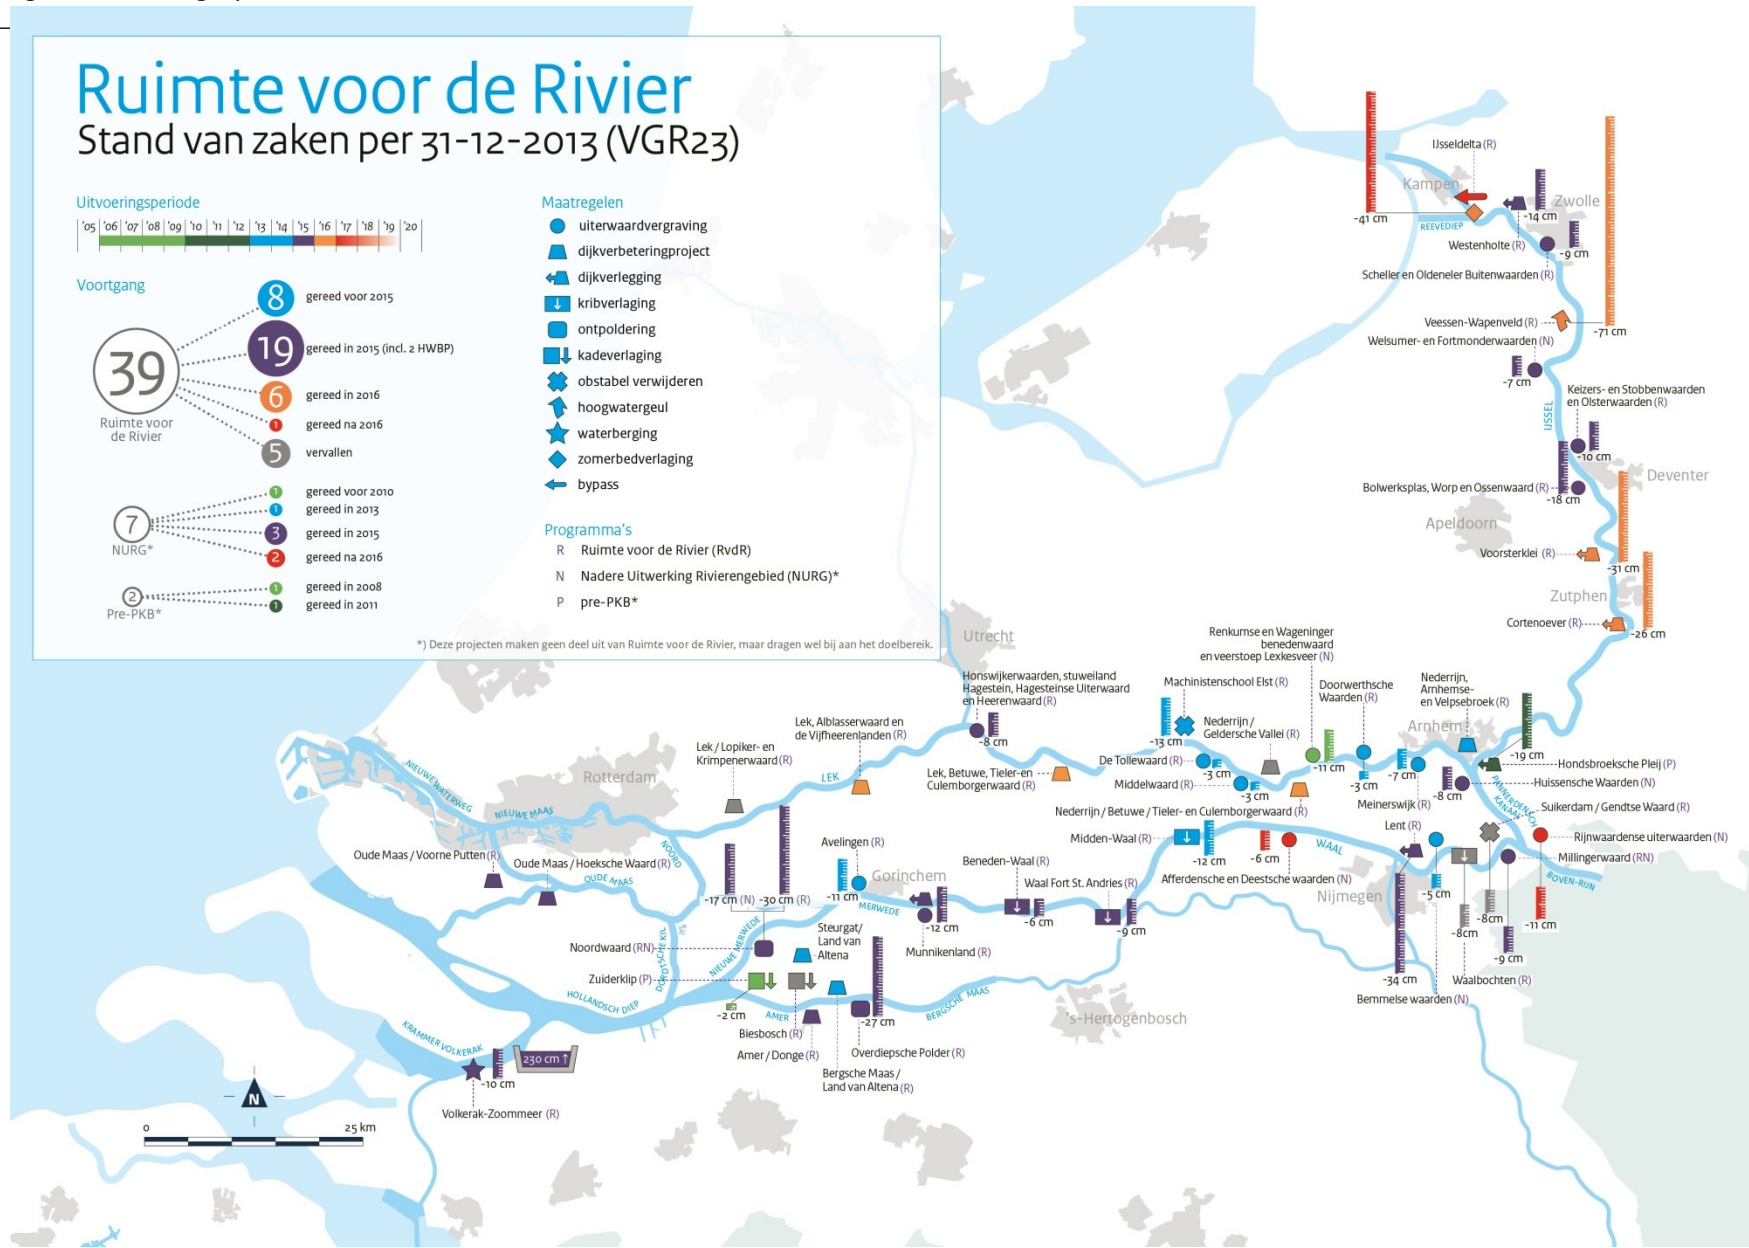 Ruimte voor de Rivier
Stand van zaken per 31-12-2013 (VGR23)
Uitvoeringsperiode
'05 '06 '07 '08 '09 '10 '11 '12 '13 '14 '15 '16 '17 '18 '19 '20
Voortgang
39
Ruimte voor
de Rivier
8 gereed voor 2015
19 gereed in 2015 (incl. 2 HWBP)
6 gereed in 2016
1 gereed na 2016
5 vervallen
7
NURG*
1 gereed voor 2010
1 gereed in 2013
3 gereed in 2015
2 gereed na 2016
2
Pre-PKB*
1 gereed in 2008
1 gereed in 2011
Maatregelen
uiterwaardvergraving
dijkverbeteringproject
dijkverlegging
kribverlaging
ontpoldering
kadeverlaging
obstabel verwijderen
hoogwatergeul
waterberging
zomerbedverlaging
bypass
Programma's
R Ruimte voor de Rivier (RvdR)
N Nadere Uitwerking Rivierengebied (NURG)*
P pre-PKB*
*) Deze projecten maken geen deel uit van Ruimte voor de Rivier, maar dragen wel bij aan het doelbereik.
IJsseldelta (R)
Kampen
-41 cm
REEVEDIEP
Zwolle
-14 cm
Westenholte (R)
-9 cm
Scheller en Oldeneler Buitenwaarden (R)
Veessen-Wapenveld (R)
-71 cm
Welsumer- en Fortmonderwaarden (N)
-7 cm
Keizers- en Stobbenwaarden
en Olsterwaarden (R)
IJSSEL
-10 cm
Deventer
Bolwerksplas, Worp en Ossenwaard (R)
-18 cm
Apeldoorn
Voorsterklei (R)
-31 cm
Zutphen
Cortenoever (R)
-26 cm
Utrecht
Renkumse en Wageninger
benedenwaard
en veerstoep Lexkesveer (N)
Honswijkerwaarden, stuweiland
Hagestein, Hagesteinse Uiterwaard
en Heerenwaard (R)
-8 cm
Machinistenschool Elst (R)
-13 cm
Doorwerthsche
Waarden (R)
Nederrijn,
Arnhemse-
en Velpsebroek (R)
Arnhem
Nederrijn /
Geldersche Vallei (R)
-19 cm
Lek, Alblasserwaard en
de Vijfheerenlanden (R)
Lek / Lopiker- en
Krimpenerwaard (R)
Rotterdam
LEK
NIEUWE WATERWEG
NIEUWE MAAS
Lek, Betuwe, Tieler- en
Culemborgerwaard (R)
De Tollewaard (R)
-3 cm
Middelwaard (R)
-3 cm
-11 cm
-3 cm
-7 cm
Meinerswijk (R)
Hondsbroeksche Pleij (P)
-8 cm
Huissensche Waarden (N)
PANNERDENSCH
KANAAL
Suikerdam / Gendtse Waard (R)
Nederrijn / Betuwe / Tieler- en Culemborgerwaard (R)
Midden-Waal (R)
-12 cm
-6 cm
Afferdensche en Deetsche waarden (N)
WAAL
Lent (R)
Rijnwaardense uiterwaarden (N)
Millingerwaard (RN)
BOVEN-RIJN
Nijmegen
-5 cm
-8cm
-8cm
-11 cm
-9 cm
-34 cm
Waalbochten (R)
Bemmelse waarden (N)
NOORD
Oude Maas / Voorne Putten (R)
Oude Maas / Hoeksche Waard (R)
OUDE MAAS
-17 cm (N)
-30 cm (R)
Avelingen (R)
-11 cm
Gorinchem
MERWEDE
Beneden-Waal (R)
-6 cm
Waal Fort St. Andries (R)
-9 cm
-12 cm
Munnikenland (R)
Noordwaard (RN)
DORDTSCHE KIL
NIEUWE MERWEDE
Steurgat/
Land van
Altena
Zuiderklip (P)
-2 cm
HOLLANDSCH DIEP
AMER
Biesbosch (R)
-27 cm
BERGSCHE MAAS
's-Hertogenbosch
Amer / Donge (R)
Overdiepsche Polder (R)
Bergsche Maas /
Land van Altena (R)
KRAMMER VOLKERAK
230 cm ↑
-10 cm
Volkerak-Zoommeer (R)
N
0 25 km